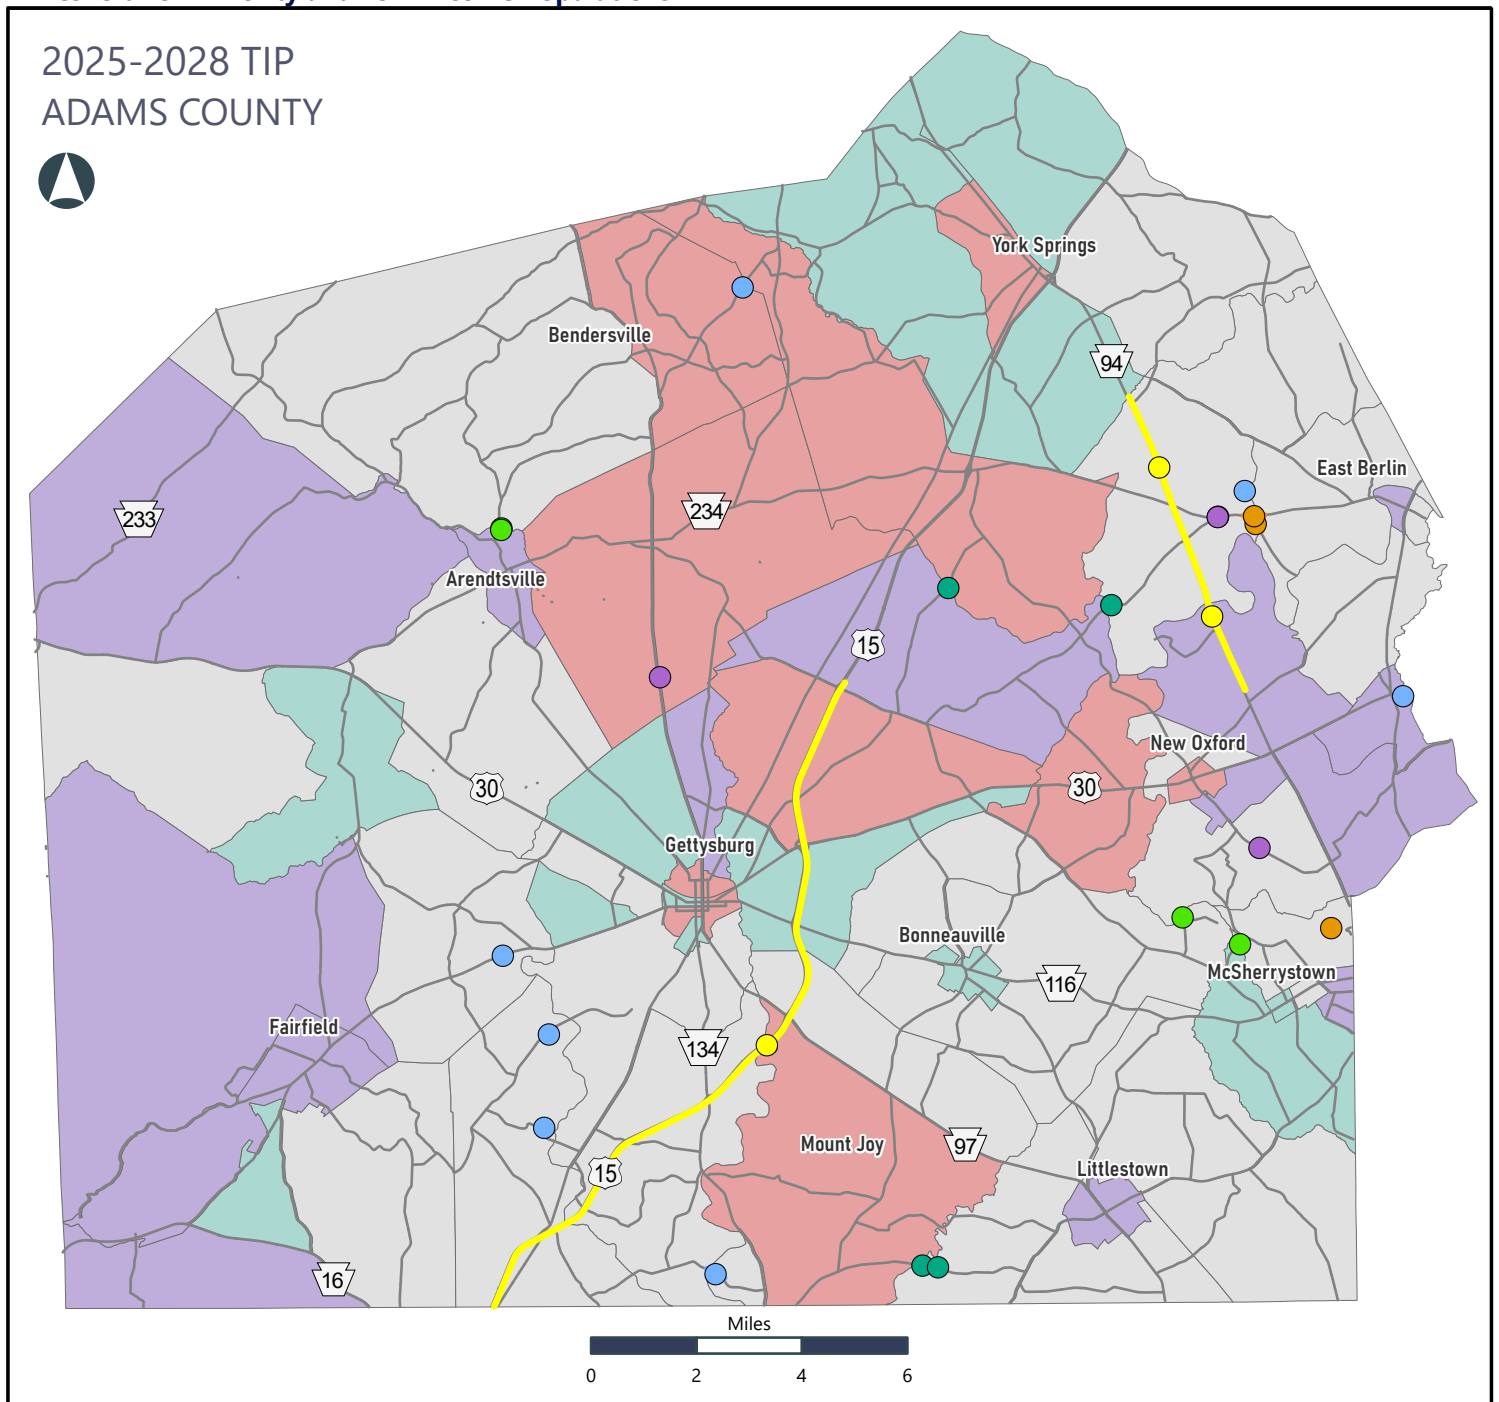 2025-2028 TIP
ADAMS COUNTY
York Springs
Bendersville
94
East Berlin
233
234
Arendtsville
15
New Oxford
30
30
Gettysburg
Bonneauville
McSherrystown
116
Fairfield
134
Mount Joy
97
Littlestown
15
16
Miles
0 2 4 6